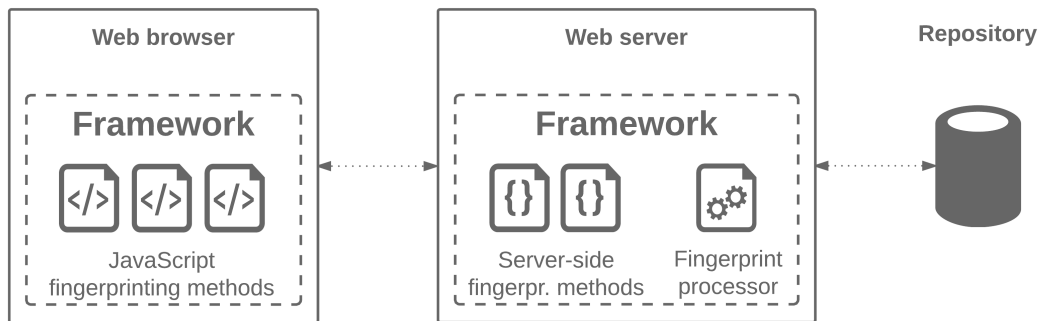 Web browser
Framework
</> </> </>
JavaScript
fingerprinting methods
Web server
Framework
{} {}
Server-side
fingerpr. methods
Fingerprint
processor
Repository